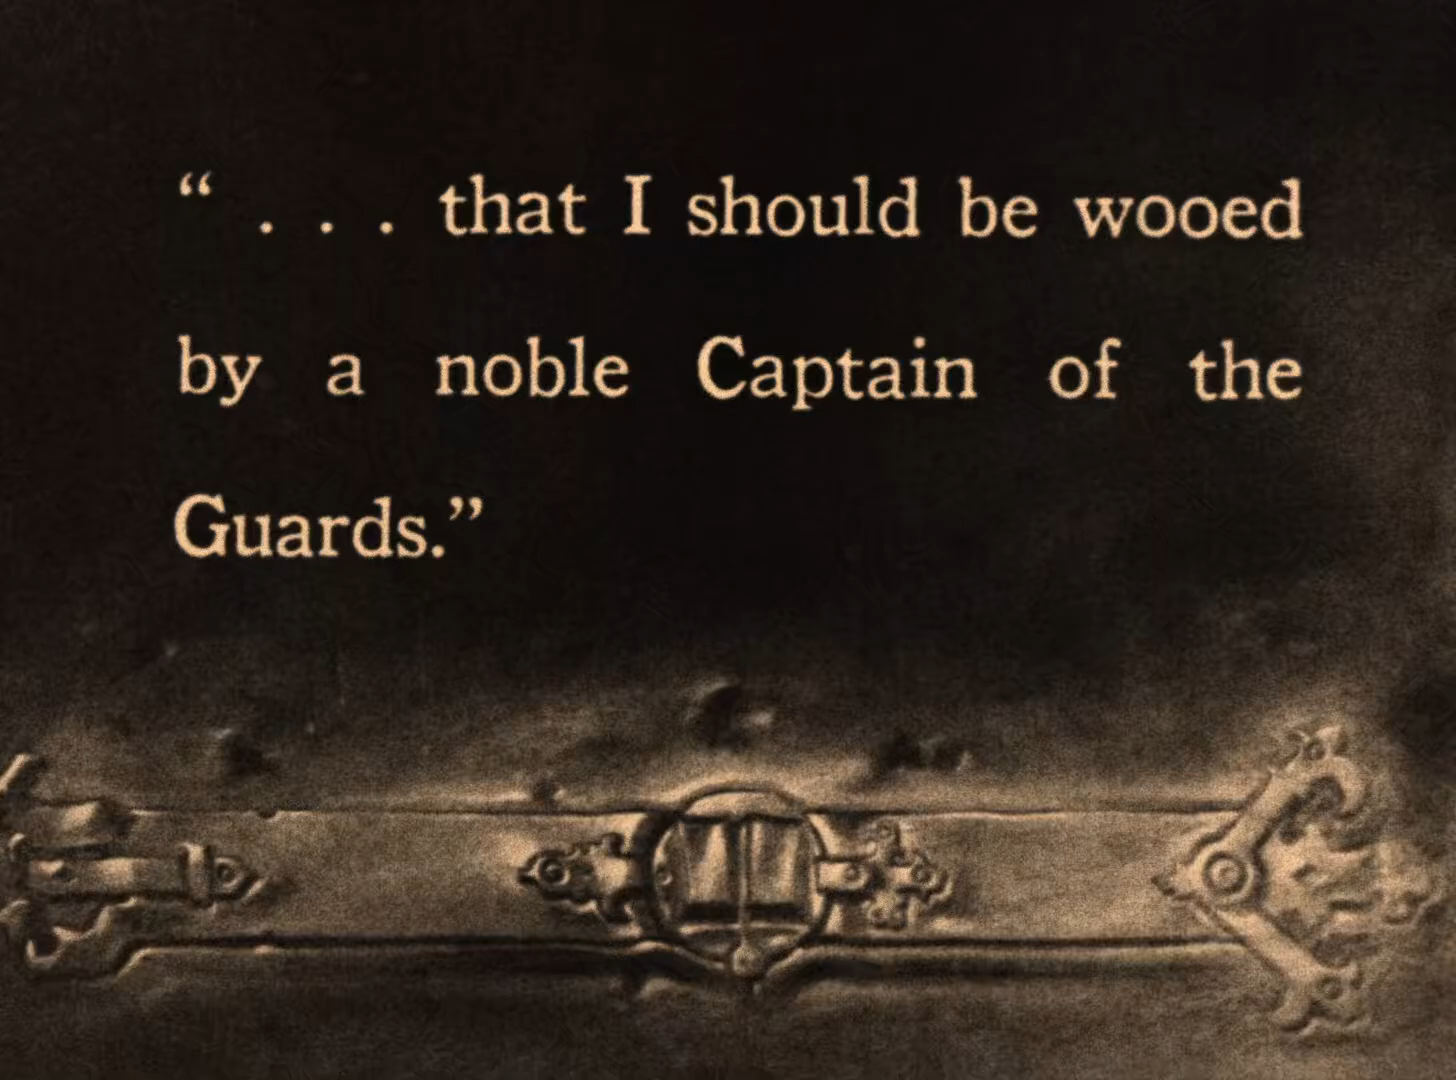 “ . . . that I should be wooed
by a noble Captain of the
Guards.”